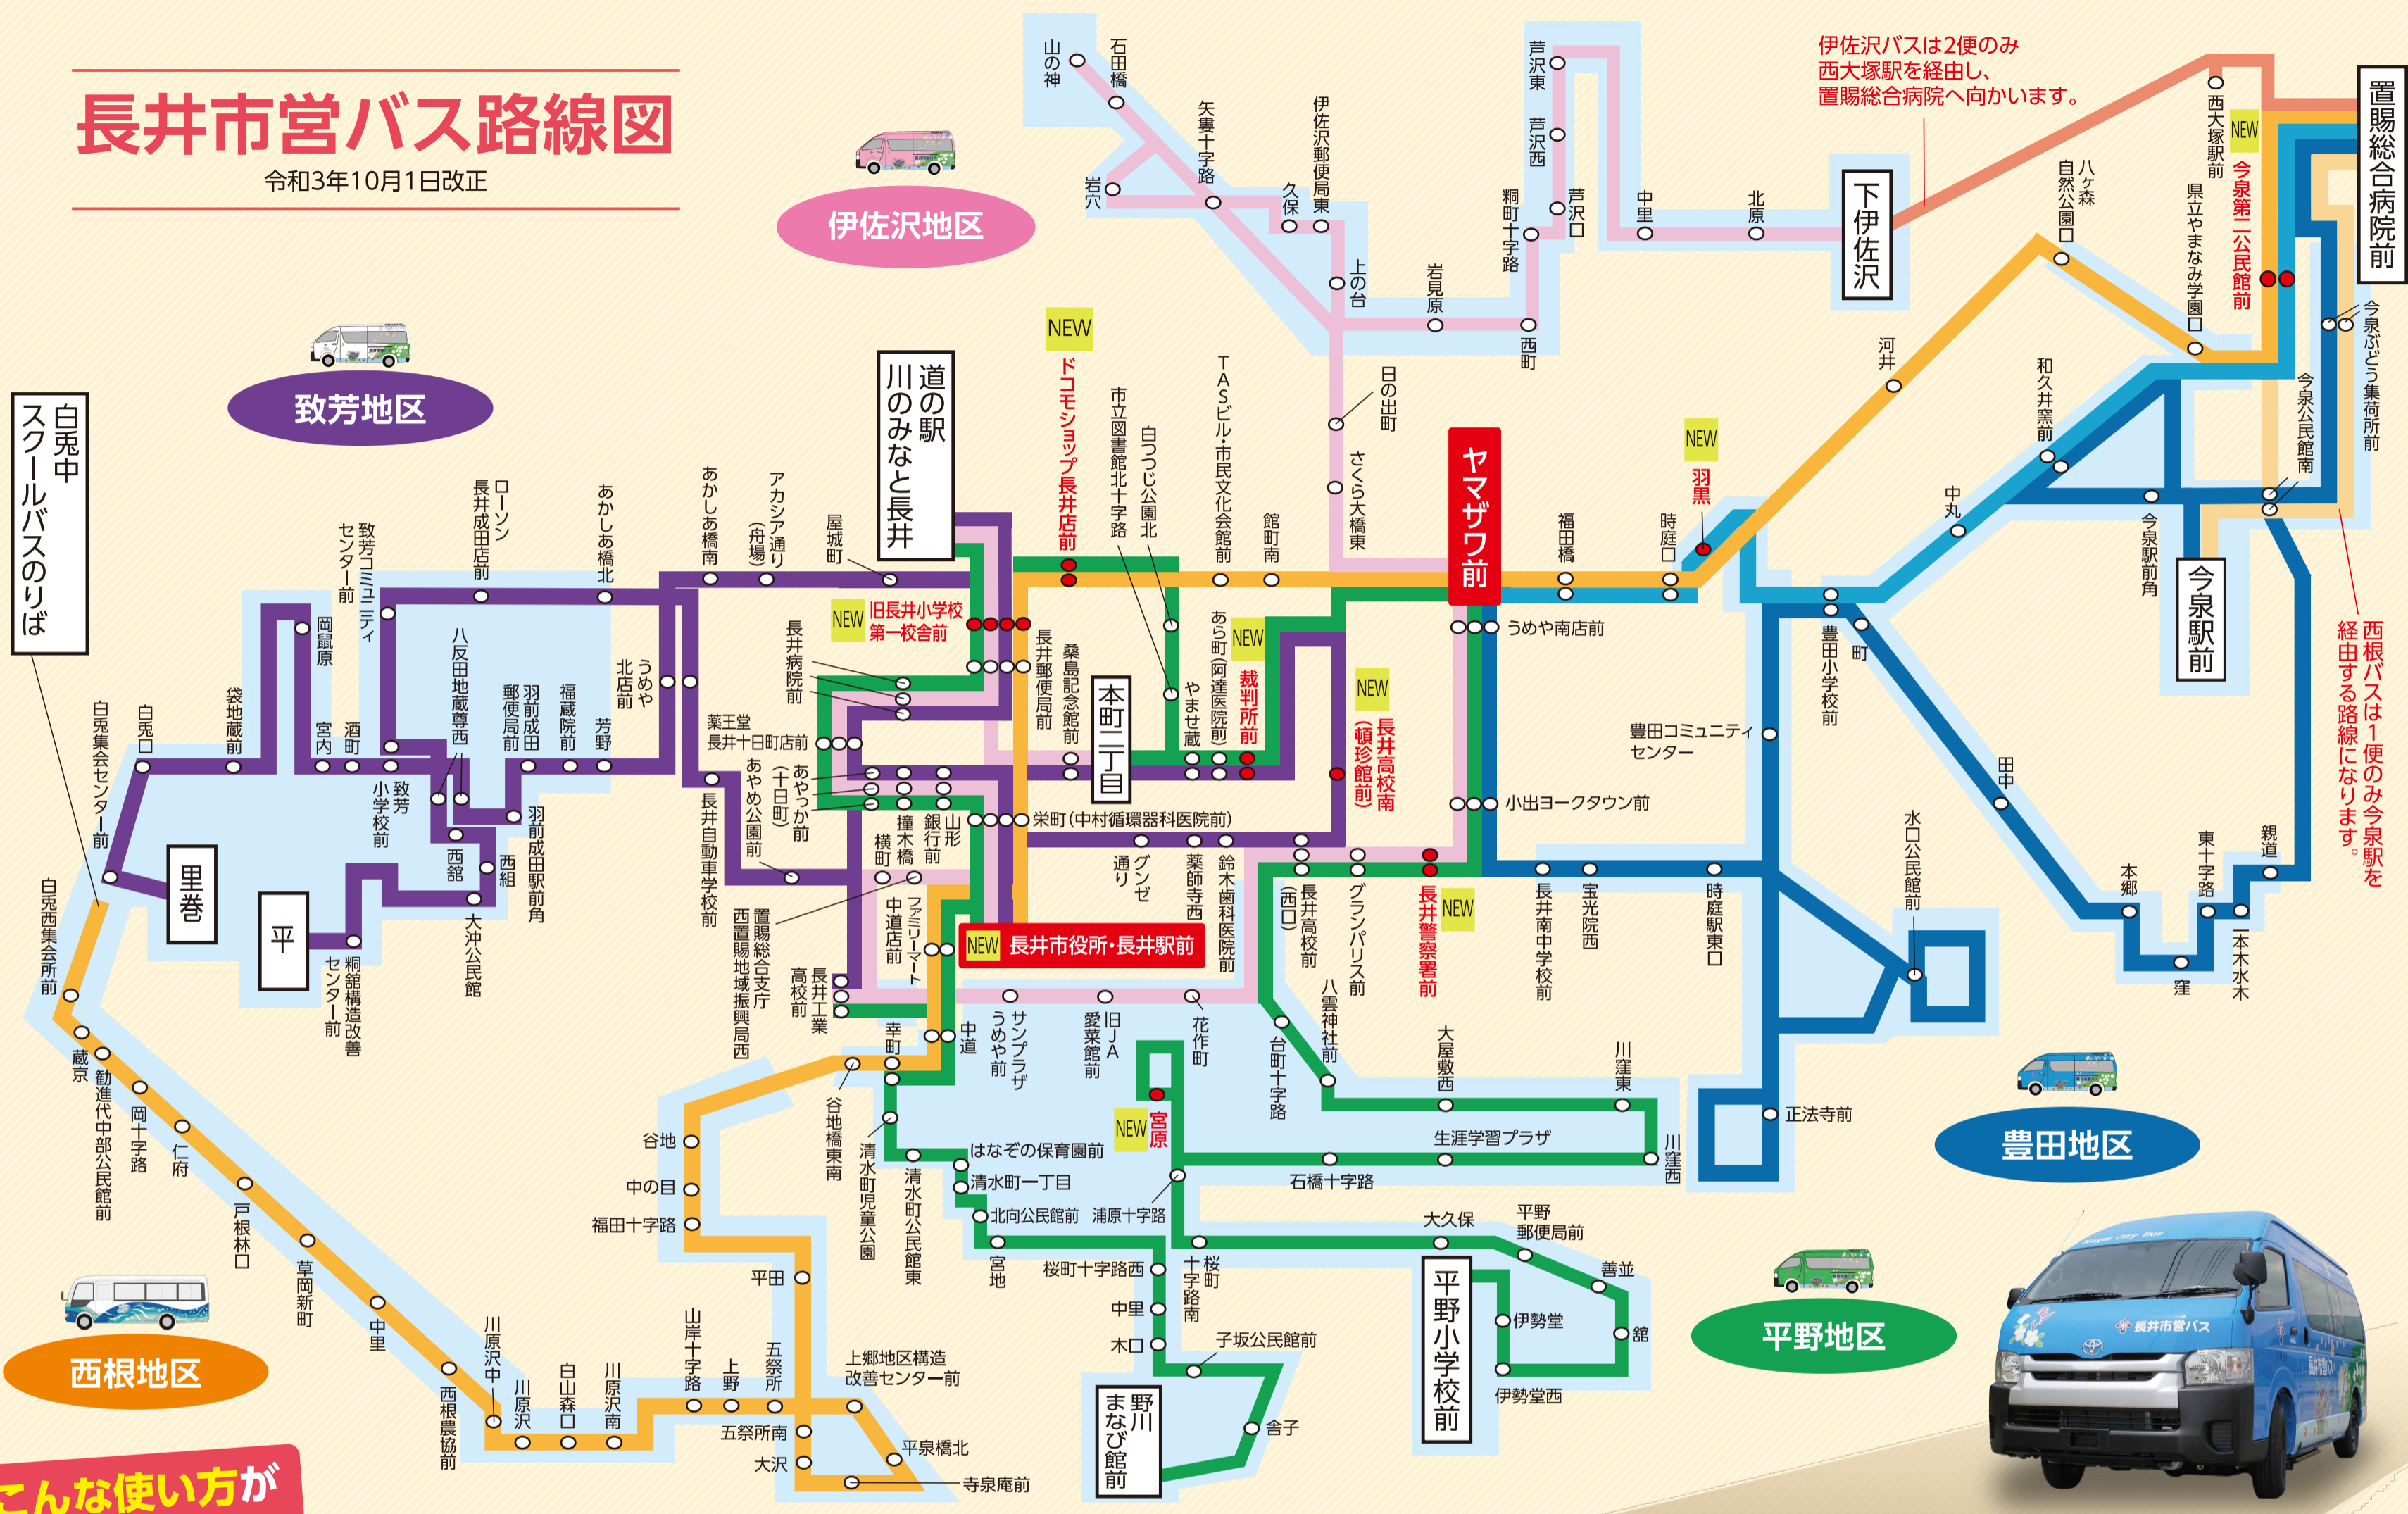 長井市営バス路線図
令和3年10月1日改正
伊佐沢地区
致芳地区
西根地区
豊田地区
平野地区
伊佐沢バスは2便のみ
西大塚駅を経由し、
置賜総合病院へ向かいます。
西根バスは1便のみ今泉駅を
経由する路線になります。
山の神
石田橋
岩穴
矢婁十字路
久保
伊佐沢郵便局東
上の台
岩見原
西町
桐町十字路
芦沢東
芦沢西
芦沢口
中里
北原
下伊佐沢
西大塚駅前
置賜総合病院前
NEW
今泉第二公民館前
八ヶ森
自然公園口
県立やまなみ学園口
今泉ぶどう集荷所前
今泉公民館南
河井
和久井窯前
中丸
今泉駅前角
今泉駅前
日の出町
さくら大橋東
ヤマザワ前
NEW
羽黒
福田橋
時庭口
NEW
ドコモショップ長井店前
市立図書館北十字路
白つつじ公園北
TASビル・市民文化会館前
館町南
道の駅
川のみなと長井
屋城町
アカシア通り
(舟場)
あかしあ橋南
あかしあ橋北
ローソン
長井成田店前
致芳コミュニティ
センター前
白兎中
スクールバスのりば
NEW
旧長井小学校
第一校舎前
長井病院前
長井郵便局前
桑島記念館前
本町二丁目
やませ蔵
あら町(阿達医院前)
NEW
裁判所前
NEW
長井高校南
(頓珍館前)
うめや南店前
小出ヨークタウン前
豊田コミュニティ
センター
豊田小学校前
町
田中
本郷
窪
東十字路
一本木水木
親道
水口公民館前
正法寺前
時庭駅東口
宝光院西
長井南中学校前
NEW
長井警察署前
グランパリス前
長井高校前
(西口)
鈴木歯科医院前
薬師寺西
グンゼ
通り
栄町(中村循環器科医院前)
薬王堂
長井十日町店前
あやっか前
(十日町)
あやめ公園前
横町
撞木橋
山形
銀行前
長井自動車学校前
うめや
北店前
芳野
福蔵院前
羽前成田
郵便局前
羽前成田駅前角
八反田地蔵尊西
致芳
小学校前
酒町
宮内
岡鼠原
袋地蔵前
白兎口
白兎集会センター前
里巻
平
西舘
西組
大沖公民館
桐舘構造改善
センター前
NEW
長井市役所・長井駅前
置賜総合支庁
西置賜地域振興局西
ファミリーマート
中道店前
長井工業
高校前
中道
幸町
サンプラザ
うめや前
旧JA
愛菜館前
花作町
台町十字路
八雲神社前
大屋敷西
川窪東
川窪西
生涯学習プラザ
石橋十字路
NEW
宮原
浦原十字路
谷地橋東南
清水町児童公園
清水町公民館東
はなぞの保育園前
清水町一丁目
北向公民館前
宮地
桜町十字路西
桜町
十字路南
中里
木口
子坂公民館前
舎子
野川
まなび館前
大久保
平野
郵便局前
善並
舘
伊勢堂
伊勢堂西
平野小学校前
白兎西集会所前
蔵京
勧進代中部公民館前
岡十字路
仁府
戸根林口
草岡新町
中里
西根農協前
川原沢中
川原沢
白山森口
川原沢南
山岸十字路
上野
五祭所
五祭所南
大沢
上郷地区構造
改善センター前
平泉橋北
寺泉庵前
平田
福田十字路
中の目
谷地
長井市営バス
こんな使い方が